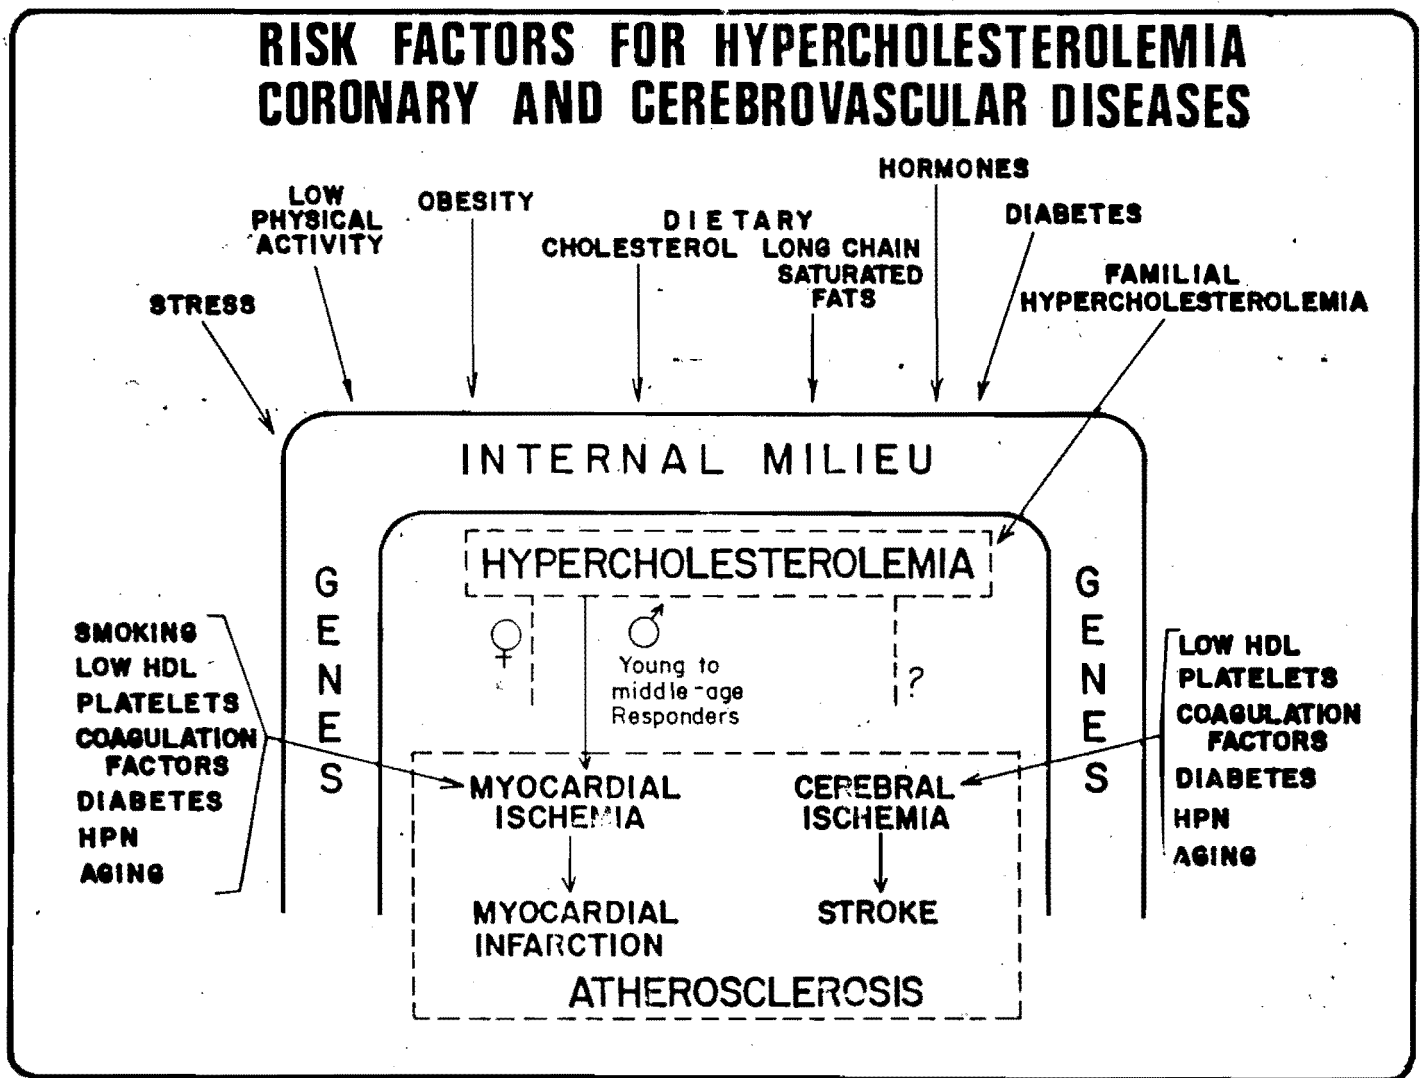 RISK FACTORS FOR HYPERCHOLESTEROLEMIA
CORONARY AND CEREBROVASCULAR DISEASES
STRESS
LOW
PHYSICAL
ACTIVITY
OBESITY
DIETARY
CHOLESTEROL LONG CHAIN
SATURATED
FATS
HORMONES
DIABETES
FAMILIAL
HYPERCHOLESTEROLEMIA
INTERNAL MILIEU
GENES
GENES
HYPERCHOLESTEROLEMIA
♀
♂
Young to
middle-age
Responders
?
SMOKING
LOW HDL
PLATELETS
COAGULATION
FACTORS
DIABETES
HPN
AGING
LOW HDL
PLATELETS
COAGULATION
FACTORS
DIABETES
HPN
AGING
MYOCARDIAL
ISCHEMIA
CEREBRAL
ISCHEMIA
MYOCARDIAL
INFARCTION
STROKE
ATHEROSCLEROSIS